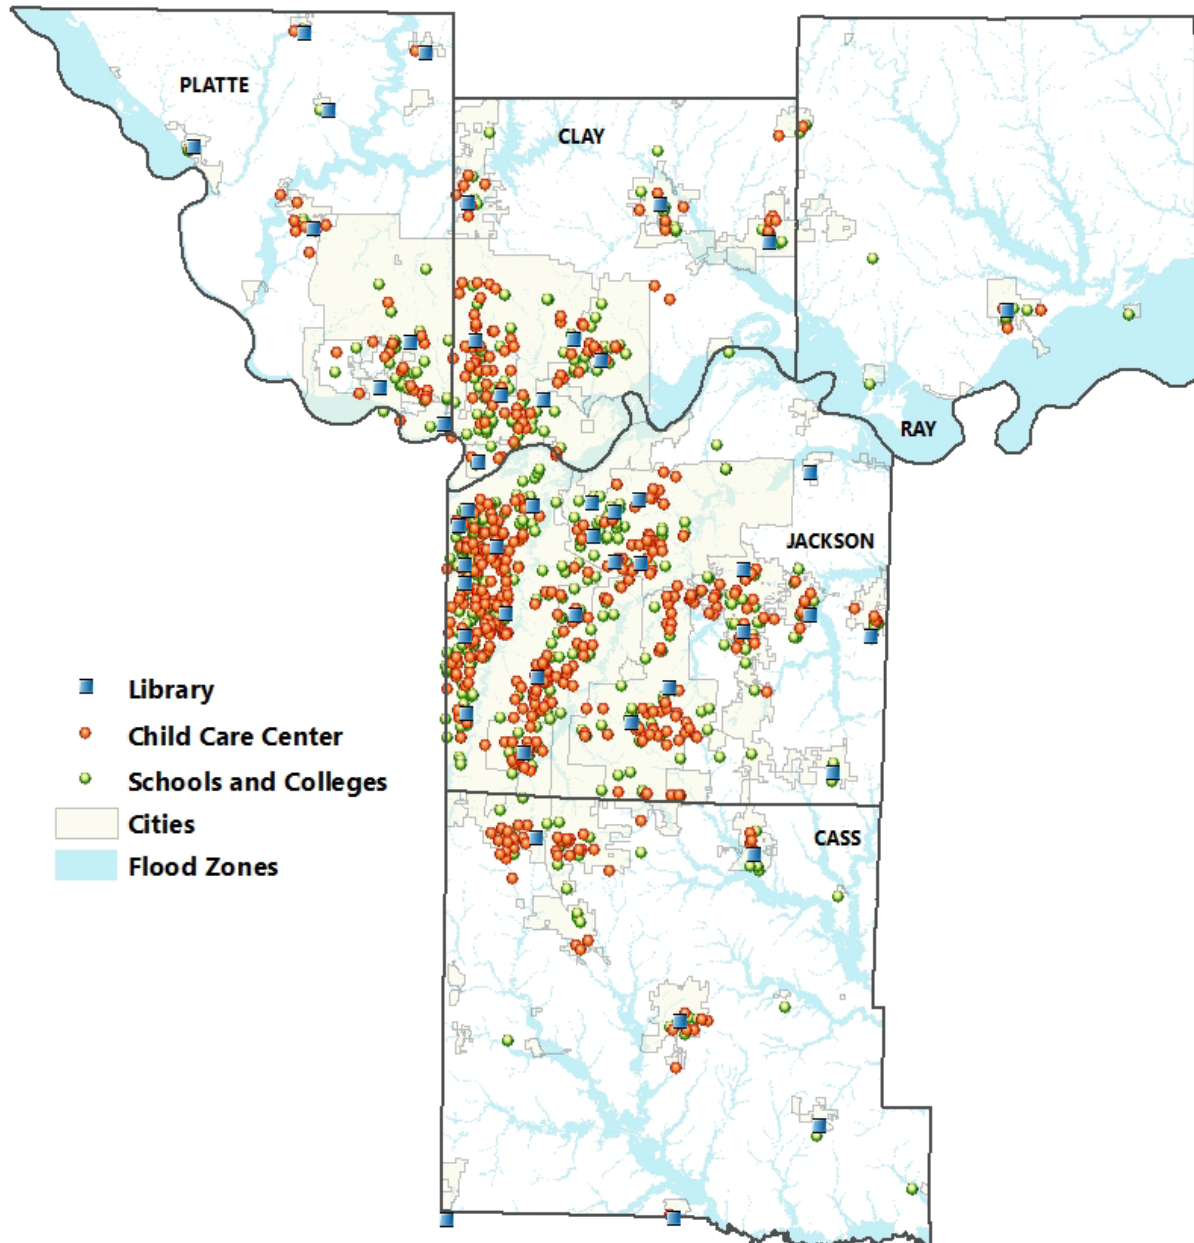 PLATTE
CLAY
RAY
JACKSON
Library
Child Care Center
Schools and Colleges
Cities
CASS
Flood Zones